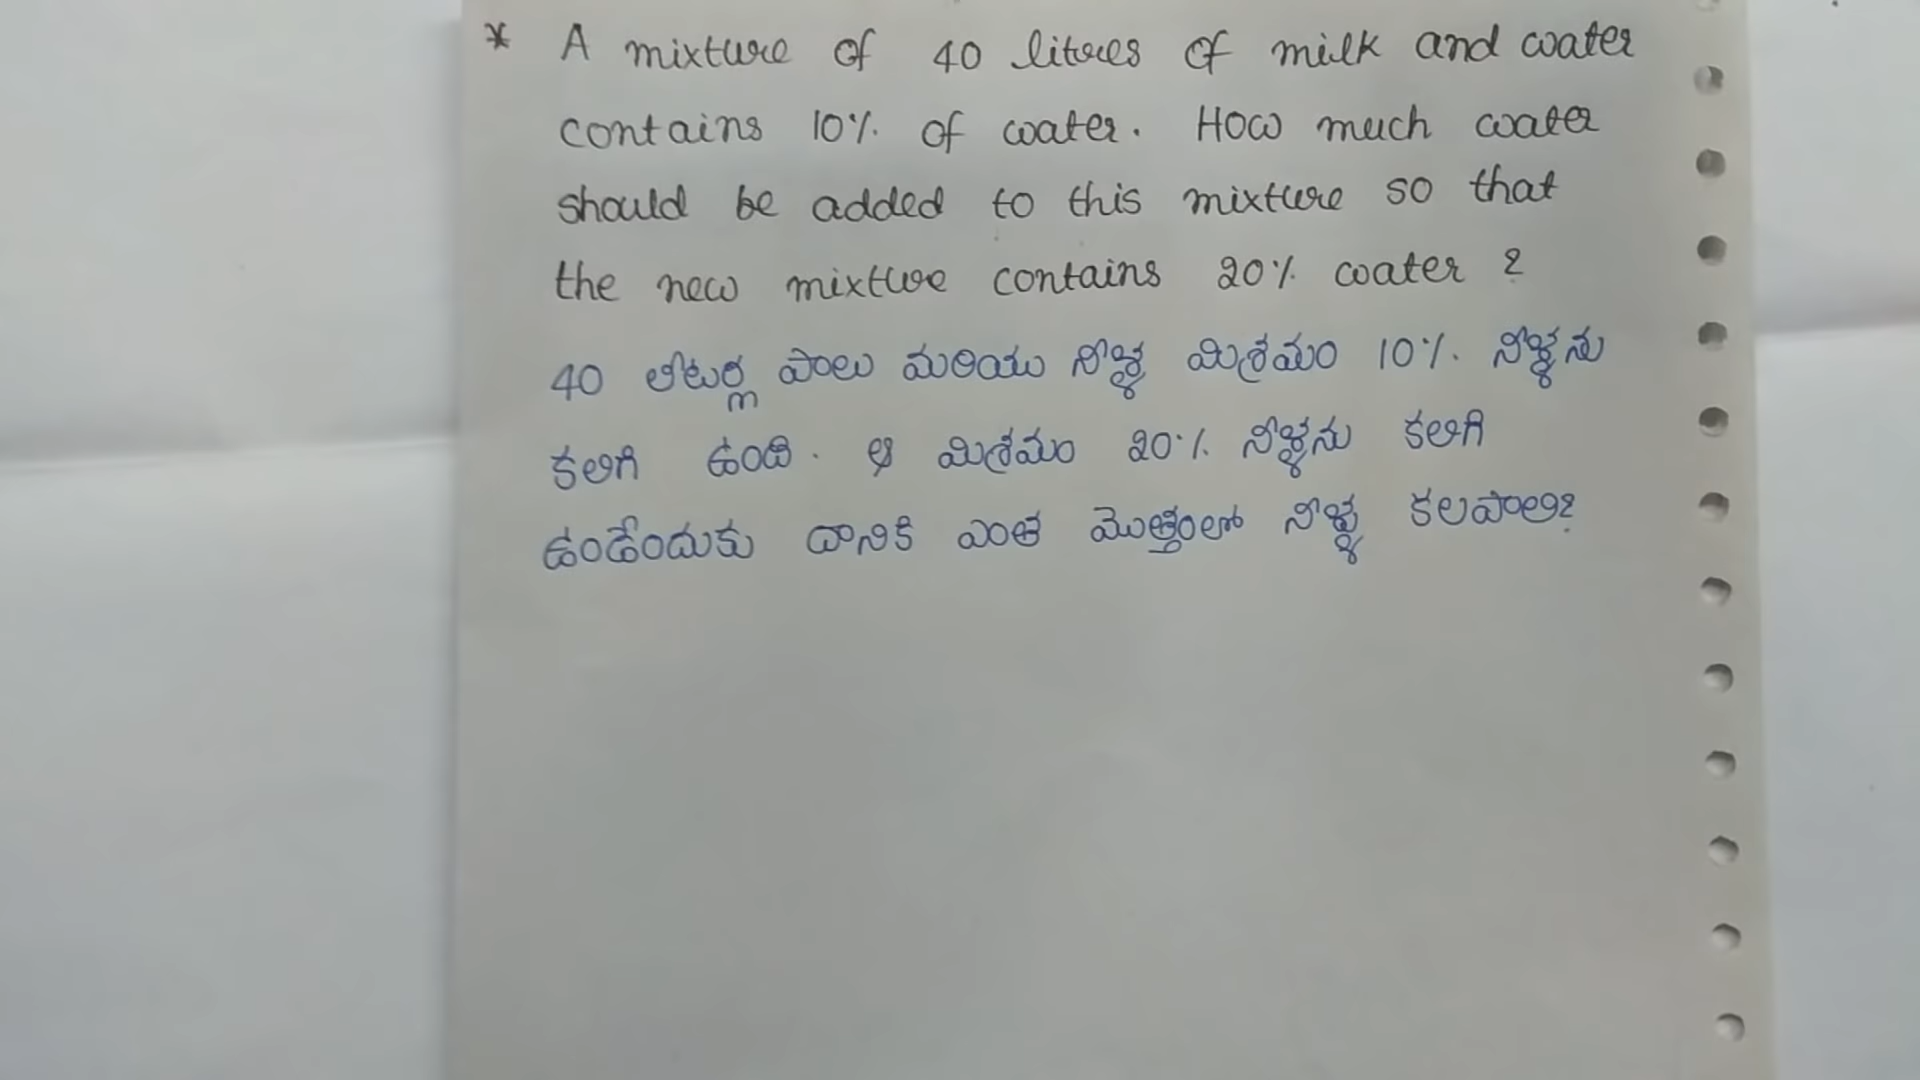 * A mixture of 40 litres of milk and water
contains 10% of water. How much water
should be added to this mixture so that
the new mixture contains 20% water ?
40 లీటర్ల పాలు మరియు నీళ్ళ మిశ్రమం 10% నీళ్ళను
కలిగి ఉంది. ఆ మిశ్రమం 20% నీళ్ళను కలిగి
ఉండేందుకు దానికి ఎంత మొత్తంలో నీళ్ళు కలపాలి?